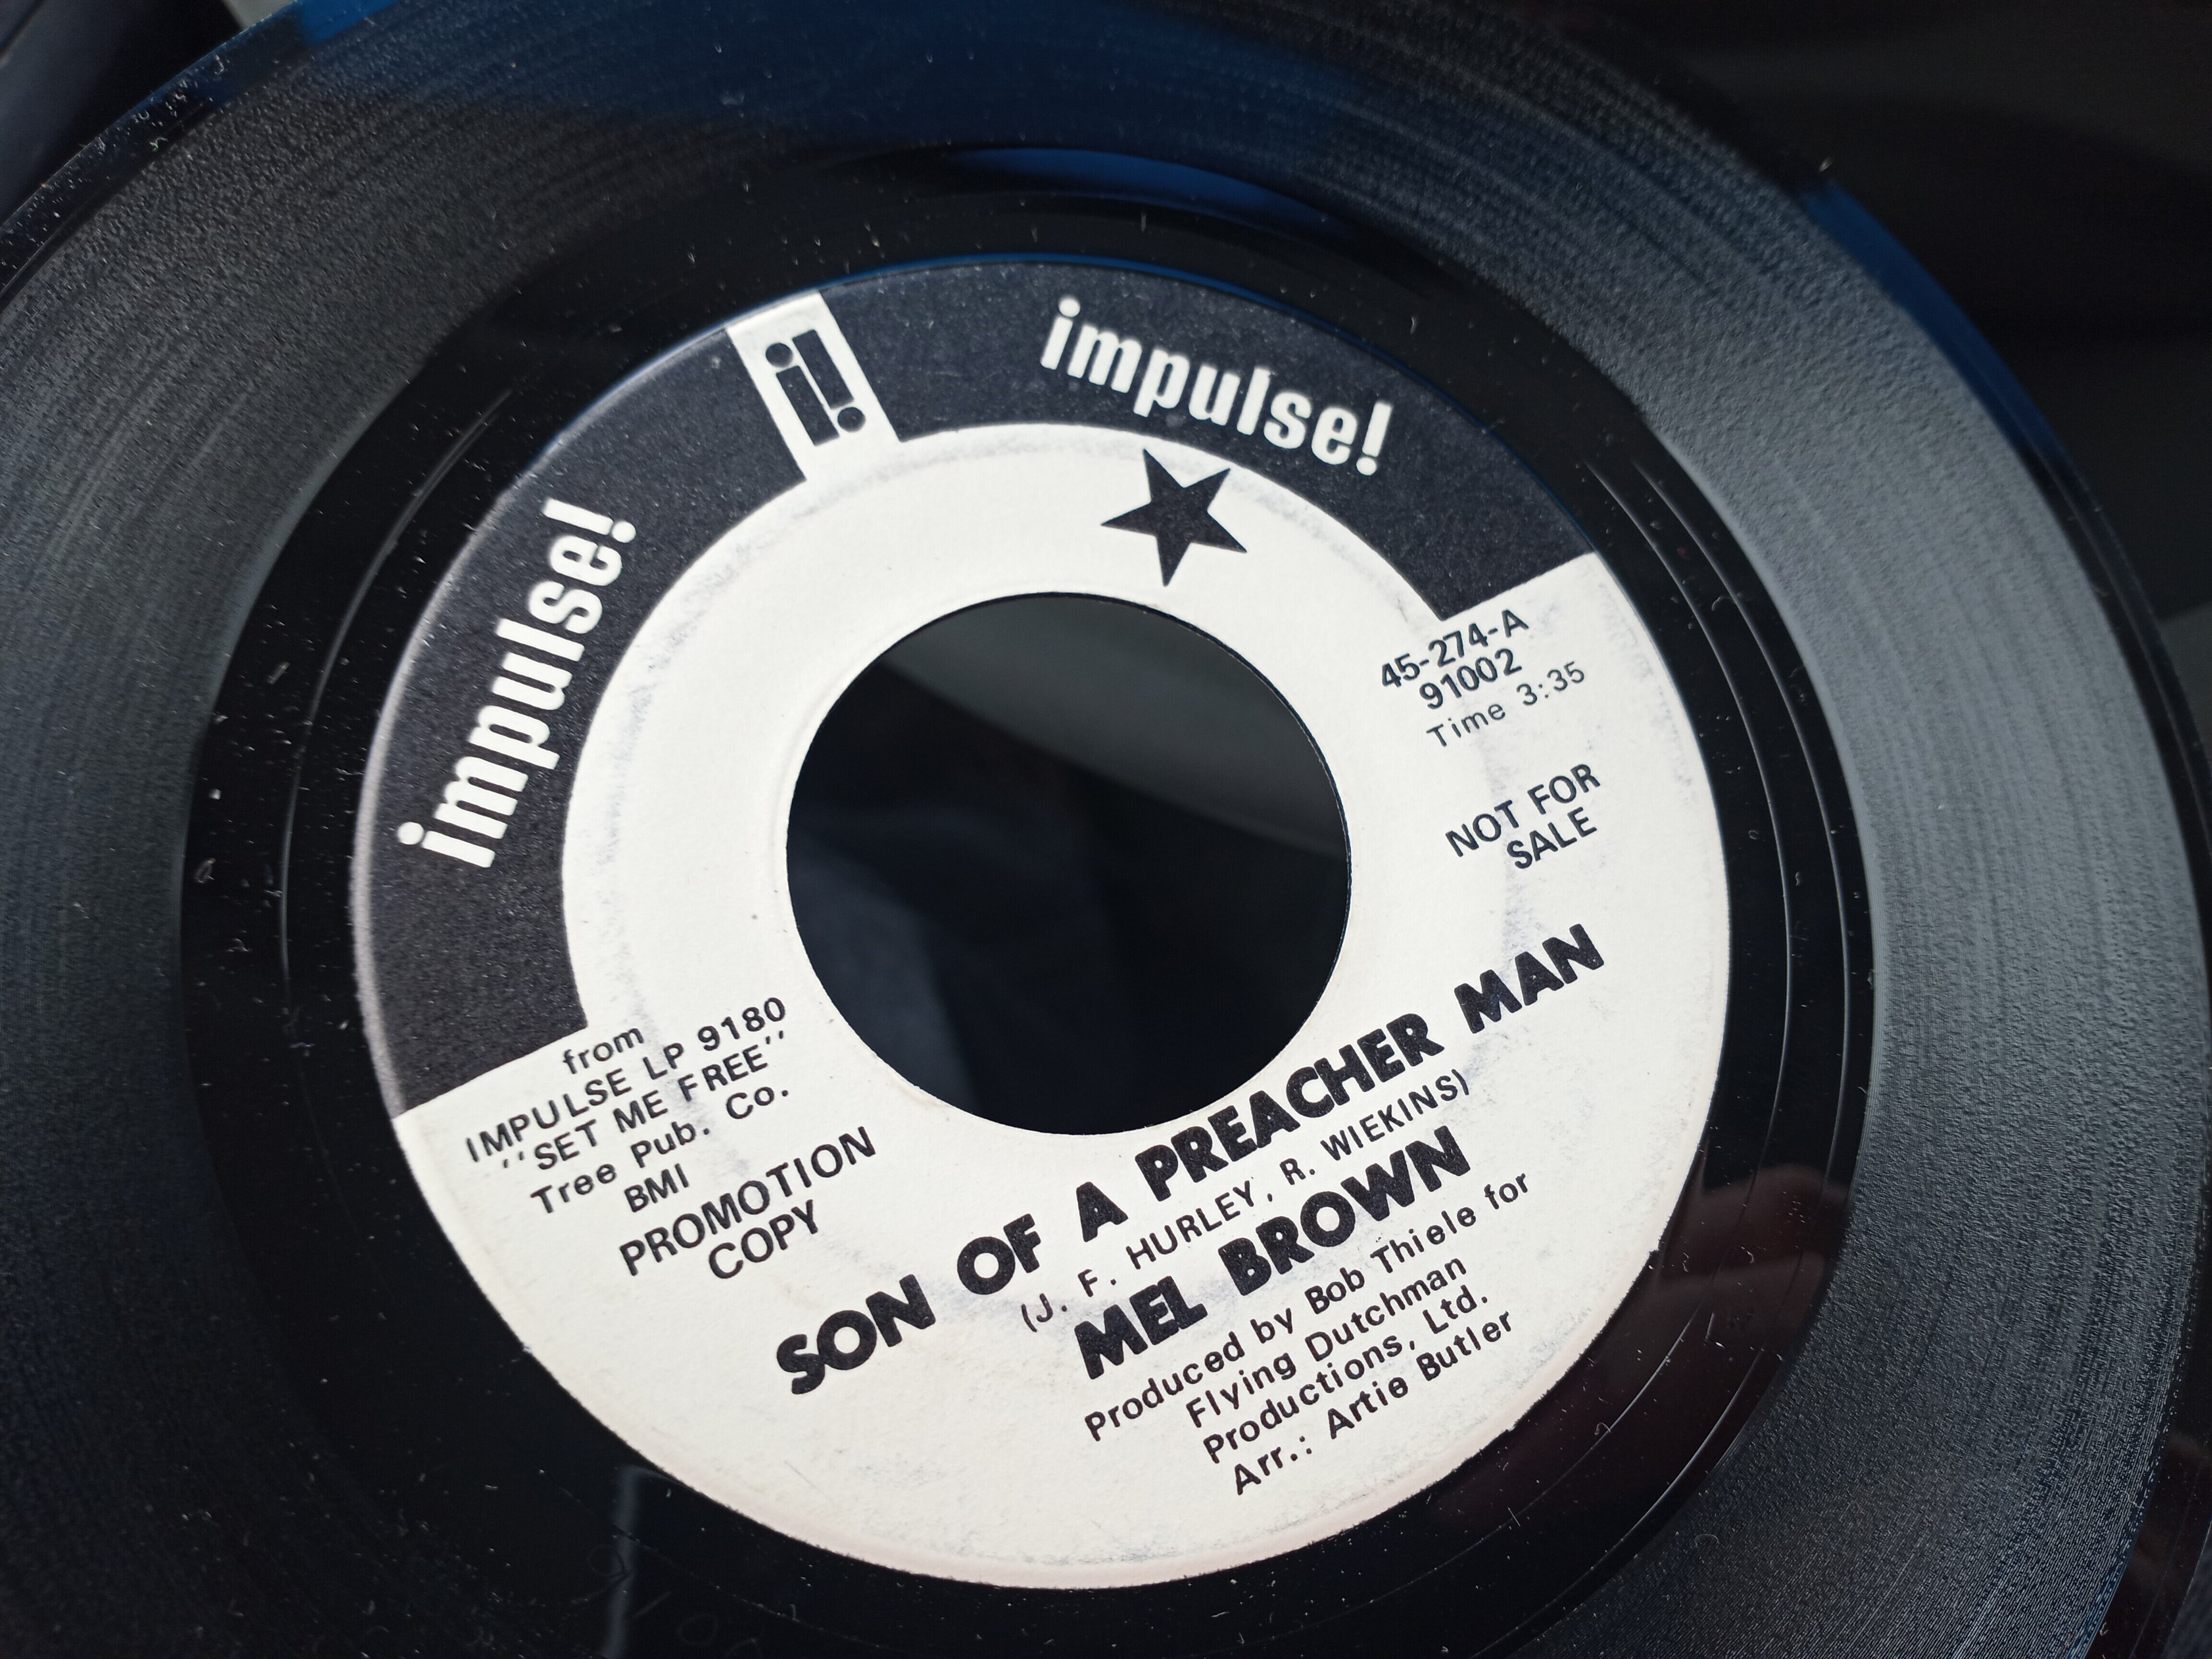 impulse!
i!
impulse!
45-274-A
91002
Time 3:35
NOT FOR
SALE
from
IMPULSE LP 9180
"SET ME FREE"
Tree Pub. Co.
BMI
PROMOTION
COPY
SON OF A PREACHER MAN
(J. F. HURLEY, R. WIEKINS)
MEL BROWN
Produced by Bob Thiele for
Flying Dutchman
Productions, Ltd.
Arr.: Artie Butler